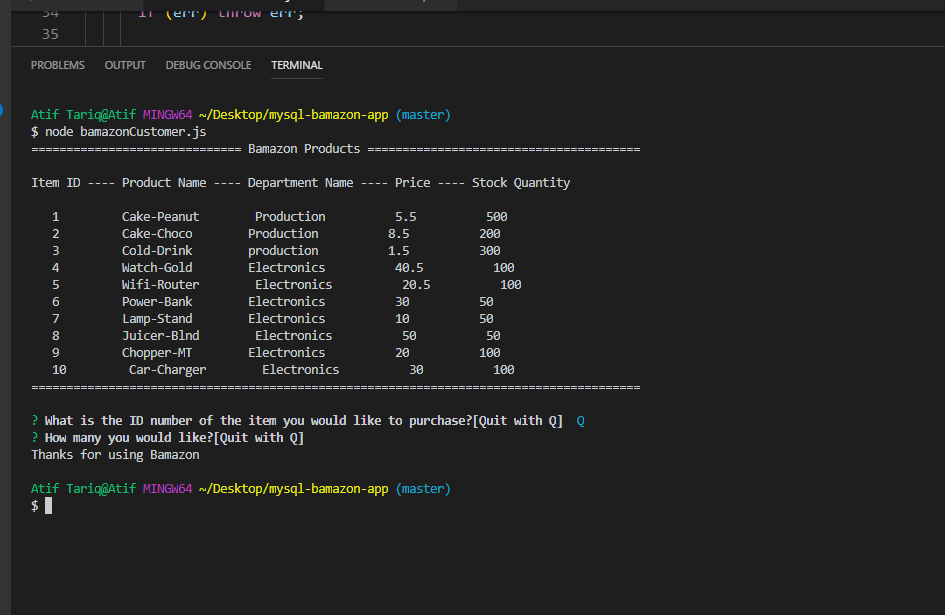 34 if (err) throw err;
35
PROBLEMS OUTPUT DEBUG CONSOLE TERMINAL
Atif Tariq@Atif MINGW64 ~/Desktop/mysql-bamazon-app (master)
$ node bamazonCustomer.js
============================== Bamazon Products =======================================
Item ID ---- Product Name ---- Department Name ---- Price ---- Stock Quantity
1 Cake-Peanut Production 5.5 500
2 Cake-Choco Production 8.5 200
3 Cold-Drink production 1.5 300
4 Watch-Gold Electronics 40.5 100
5 Wifi-Router Electronics 20.5 100
6 Power-Bank Electronics 30 50
7 Lamp-Stand Electronics 10 50
8 Juicer-Blnd Electronics 50 50
9 Chopper-MT Electronics 20 100
10 Car-Charger Electronics 30 100
=======================================================================================
? What is the ID number of the item you would like to purchase?[Quit with Q] Q
? How many you would like?[Quit with Q]
Thanks for using Bamazon
Atif Tariq@Atif MINGW64 ~/Desktop/mysql-bamazon-app (master)
$